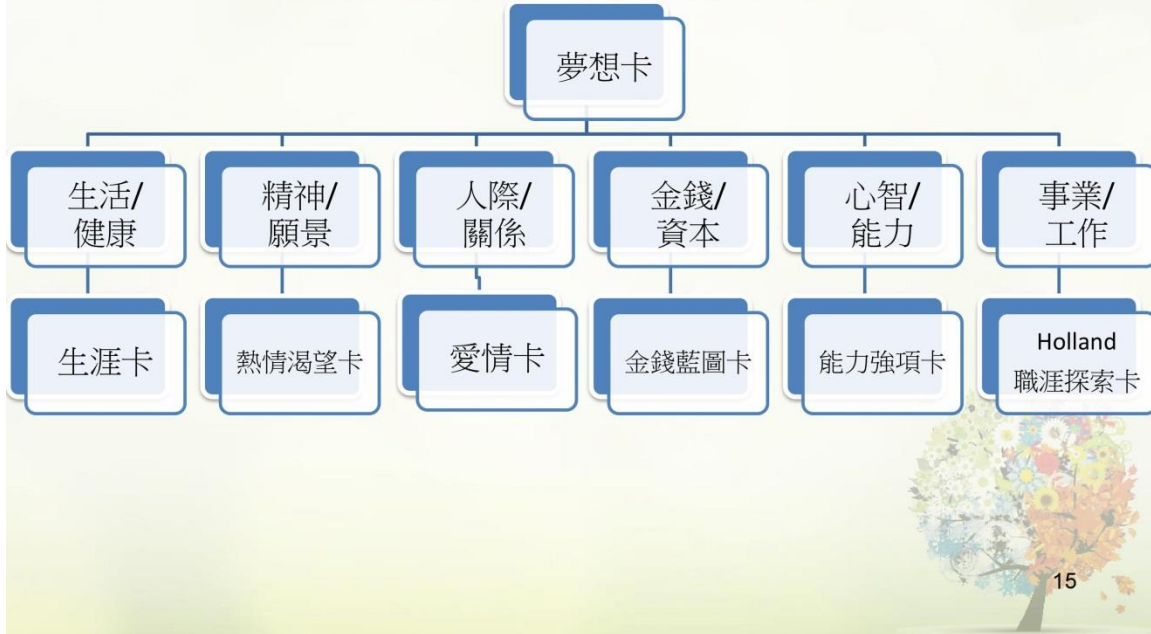 夢想卡
生活/
健康
精神/
願景
人際/
關係
金錢/
資本
心智/
能力
事業/
工作
生涯卡
熱情渴望卡
愛情卡
金錢藍圖卡
能力強項卡
Holland
職涯探索卡
15